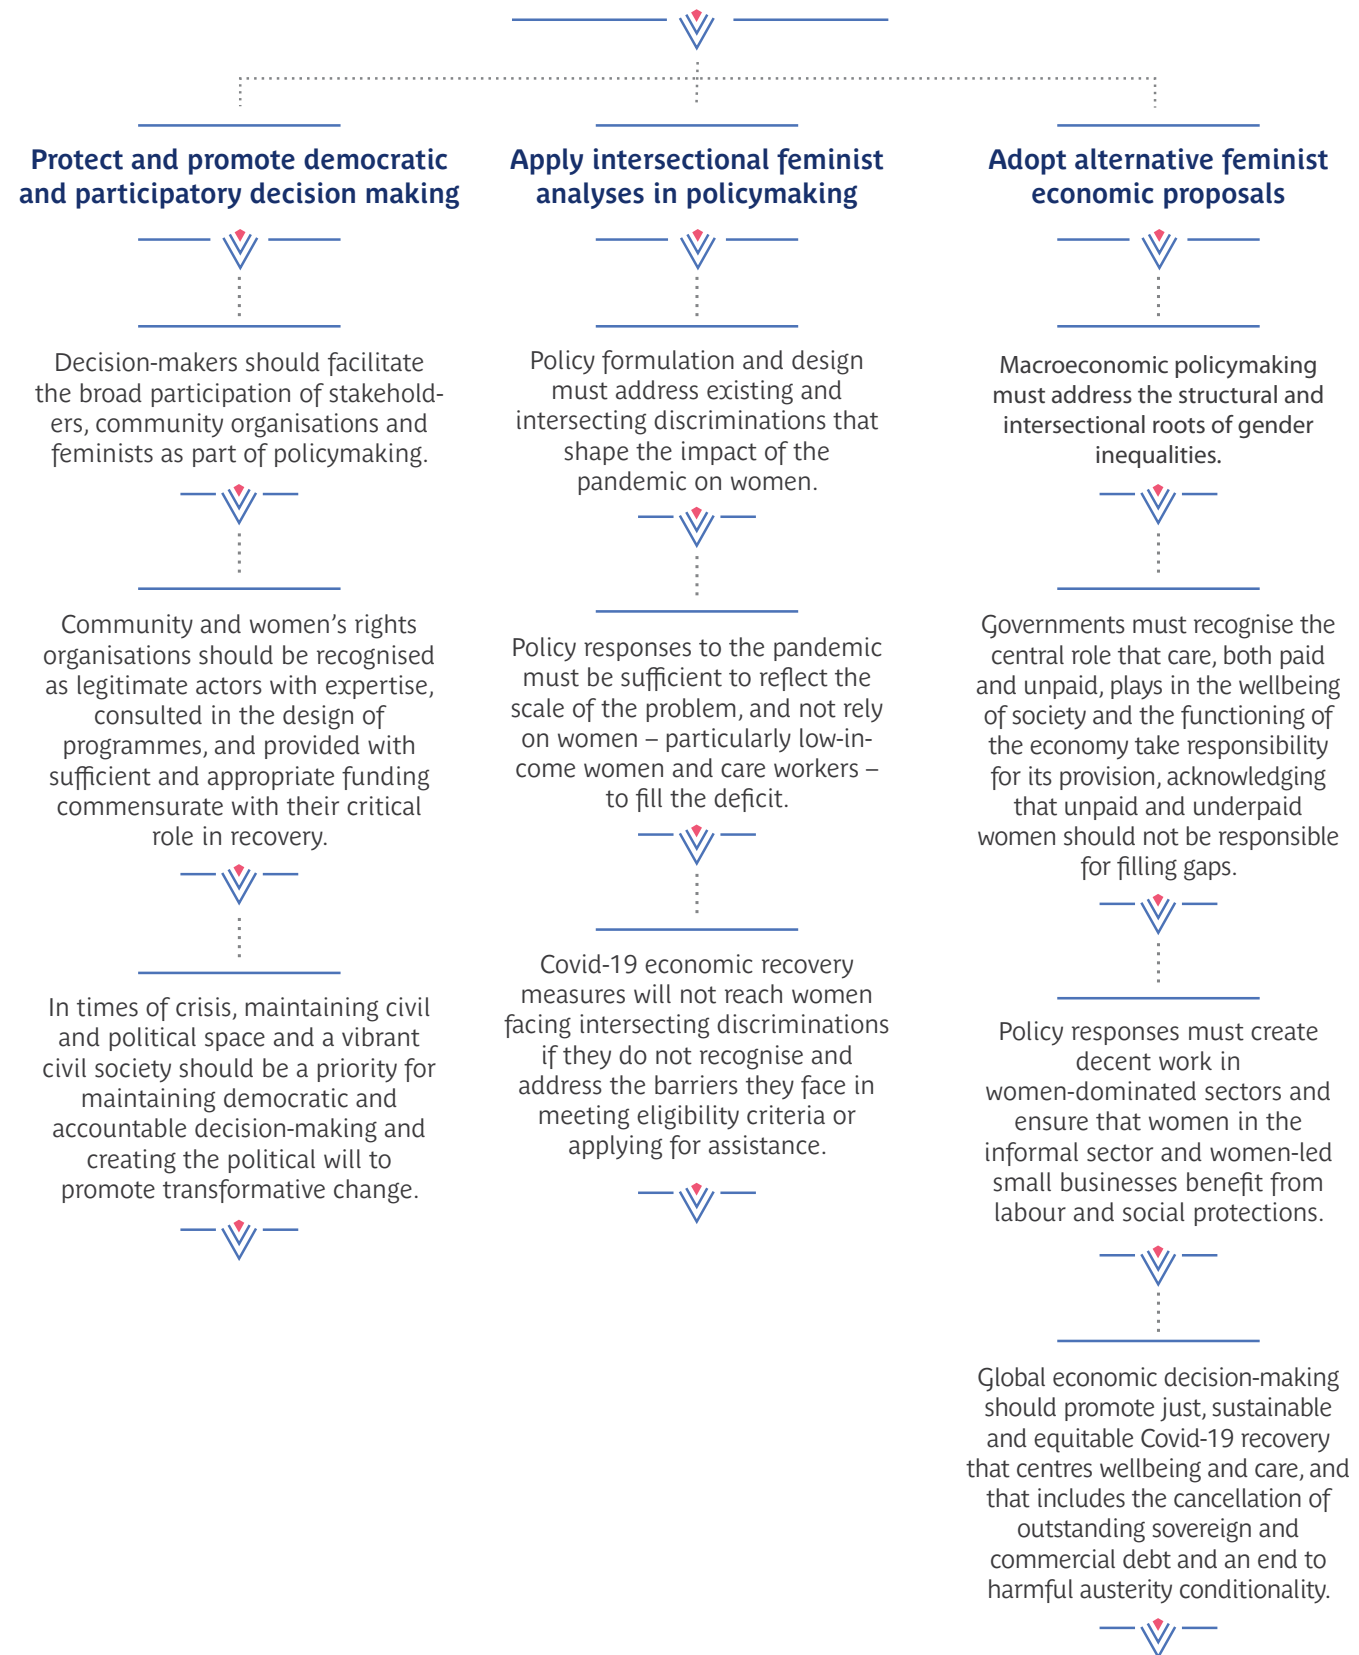 Protect and promote democratic
and participatory decision making
Decision-makers should facilitate
the broad participation of stakehold-
ers, community organisations and
feminists as part of policymaking.
Community and women’s rights
organisations should be recognised
as legitimate actors with expertise,
consulted in the design of
programmes, and provided with
sufficient and appropriate funding
commensurate with their critical
role in recovery.
In times of crisis, maintaining civil
and political space and a vibrant
civil society should be a priority for
maintaining democratic and
accountable decision-making and
creating the political will to
promote transformative change.
Apply intersectional feminist
analyses in policymaking
Policy formulation and design
must address existing and
intersecting discriminations that
shape the impact of the
pandemic on women.
Policy responses to the pandemic
must be sufficient to reflect the
scale of the problem, and not rely
on women – particularly low-in-
come women and care workers –
to fill the deficit.
Covid-19 economic recovery
measures will not reach women
facing intersecting discriminations
if they do not recognise and
address the barriers they face in
meeting eligibility criteria or
applying for assistance.
Adopt alternative feminist
economic proposals
Macroeconomic policymaking
must address the structural and
intersectional roots of gender
inequalities.
Governments must recognise the
central role that care, both paid
and unpaid, plays in the wellbeing
of society and the functioning of
the economy take responsibility
for its provision, acknowledging
that unpaid and underpaid
women should not be responsible
for filling gaps.
Policy responses must create
decent work in
women-dominated sectors and
ensure that women in the
informal sector and women-led
small businesses benefit from
labour and social protections.
Global economic decision-making
should promote just, sustainable
and equitable Covid-19 recovery
that centres wellbeing and care, and
that includes the cancellation of
outstanding sovereign and
commercial debt and an end to
harmful austerity conditionality.